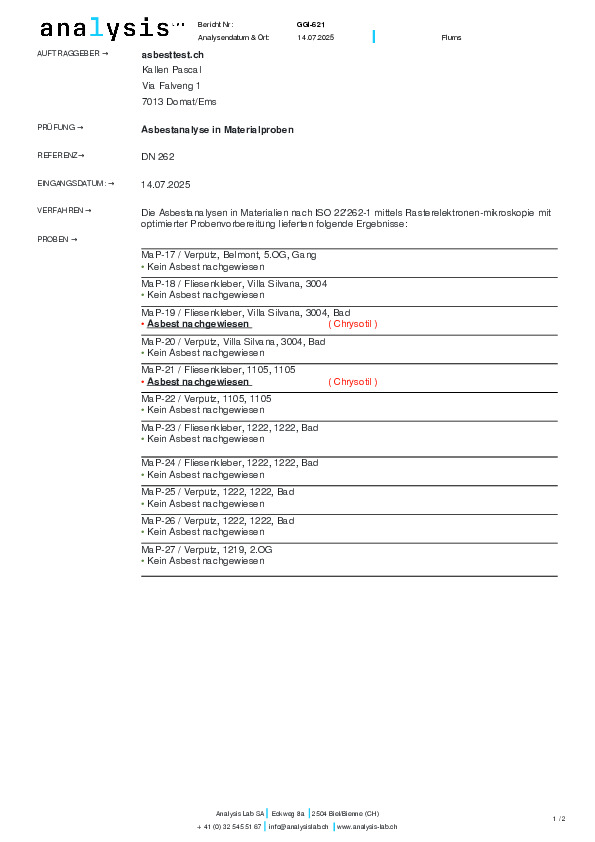 analysis
Bericht Nr: GGI-621
Analysendatum & Ort: 14.07.2025 Flums
AUFTRAGGEBER → asbesttest.ch
Kallen Pascal
Via Falveng 1
7013 Domat/Ems
PRÜFUNG → Asbestanalyse in Materialproben
REFERENZ→ DN 262
EINGANGSDATUM: → 14.07.2025
VERFAHREN → Die Asbestanalysen in Materialien nach ISO 22'262-1 mittels Rasterelektronen-mikroskopie mit
optimierter Probenvorbereitung lieferten folgende Ergebnisse:
PROBEN →
MaP-17 / Verputz, Belmont, 5.OG, Gang
• Kein Asbest nachgewiesen
MaP-18 / Fliesenkleber, Villa Silvana, 3004
• Kein Asbest nachgewiesen
MaP-19 / Fliesenkleber, Villa Silvana, 3004, Bad
• Asbest nachgewiesen ( Chrysotil )
MaP-20 / Verputz, Villa Silvana, 3004, Bad
• Kein Asbest nachgewiesen
MaP-21 / Fliesenkleber, 1105, 1105
• Asbest nachgewiesen ( Chrysotil )
MaP-22 / Verputz, 1105, 1105
• Kein Asbest nachgewiesen
MaP-23 / Fliesenkleber, 1222, 1222, Bad
• Kein Asbest nachgewiesen
MaP-24 / Fliesenkleber, 1222, 1222, Bad
• Kein Asbest nachgewiesen
MaP-25 / Verputz, 1222, 1222, Bad
• Kein Asbest nachgewiesen
MaP-26 / Verputz, 1222, 1222, Bad
• Kein Asbest nachgewiesen
MaP-27 / Verputz, 1219, 2.OG
• Kein Asbest nachgewiesen
Analysis Lab SA | Eckweg 8a | 2504 Biel/Bienne (CH)
+ 41 (0) 32 545 51 67 | info@analysislab.ch | www.analysis-lab.ch
1 / 2